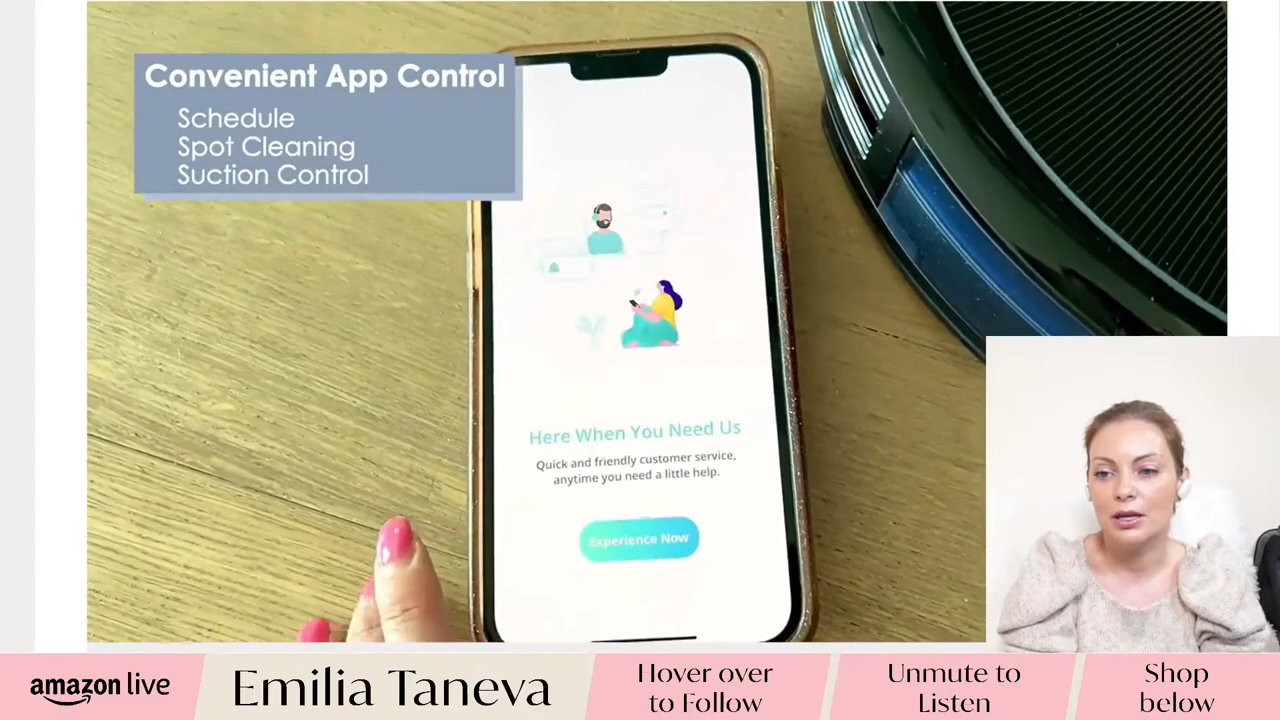 Convenient App Control
Schedule
Spot Cleaning
Suction Control
Here When You Need Us
Quick and friendly customer service,
anytime you need a little help.
Experience Now
amazon live
Emilia Taneva
Hover over
to Follow
Unmute to
Listen
Shop
below